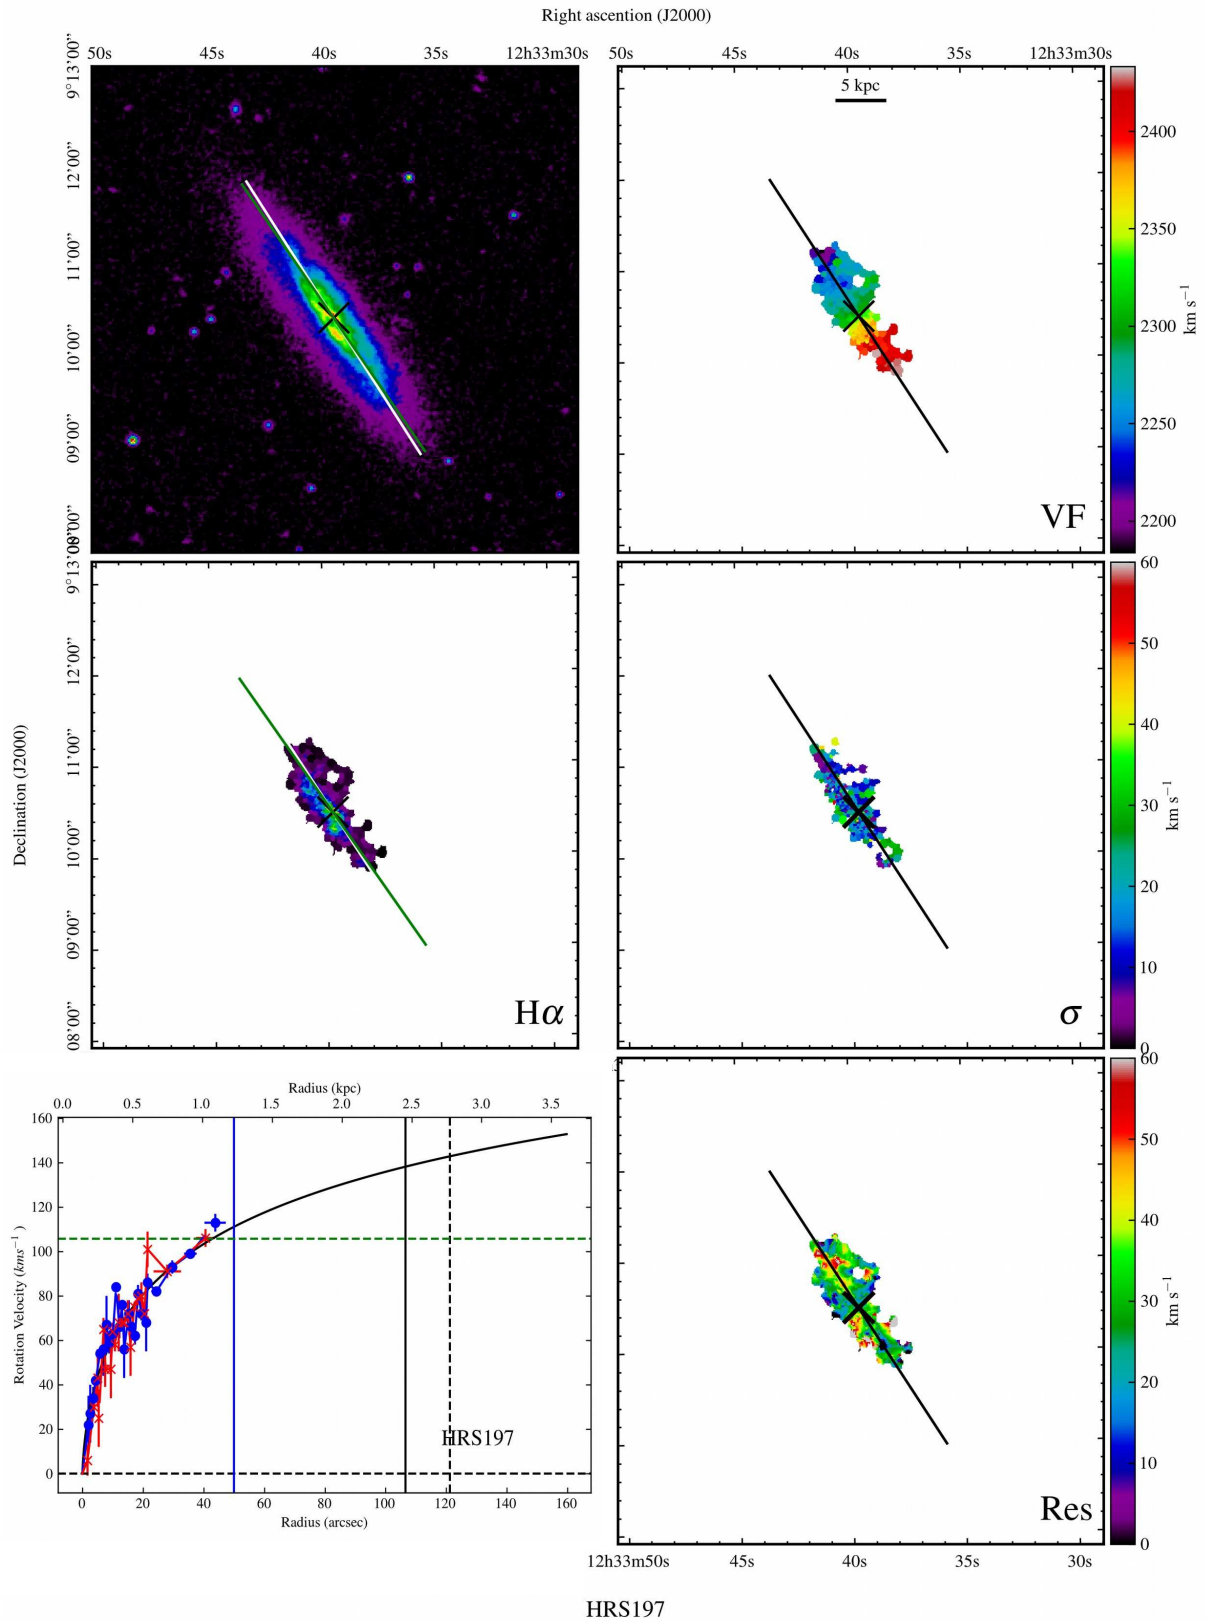 Right ascention (J2000)
50s 45s 40s 35s 12h33m30s
50s 45s 40s 35s 12h33m30s
9°13'00”
12'00”
11'00”
10'00”
09'00”
5 kpc
VF
2400
2350
2300
2250
2200
km s−1
Declination (J2000)
9°13'00”
12'00”
11'00”
10'00”
09'00”
08'00”
Hα
σ
60
50
40
30
20
10
0
km s−1
Radius (kpc)
0.0 0.5 1.0 1.5 2.0 2.5 3.0 3.5
Rotation Velocity (kms−1 )
160
140
120
100
80
60
40
20
0
HRS197
0 20 40 60 80 100 120 140 160
Radius (arcsec)
Res
60
50
40
30
20
10
0
km s−1
12h33m50s 45s 40s 35s 30s
HRS197